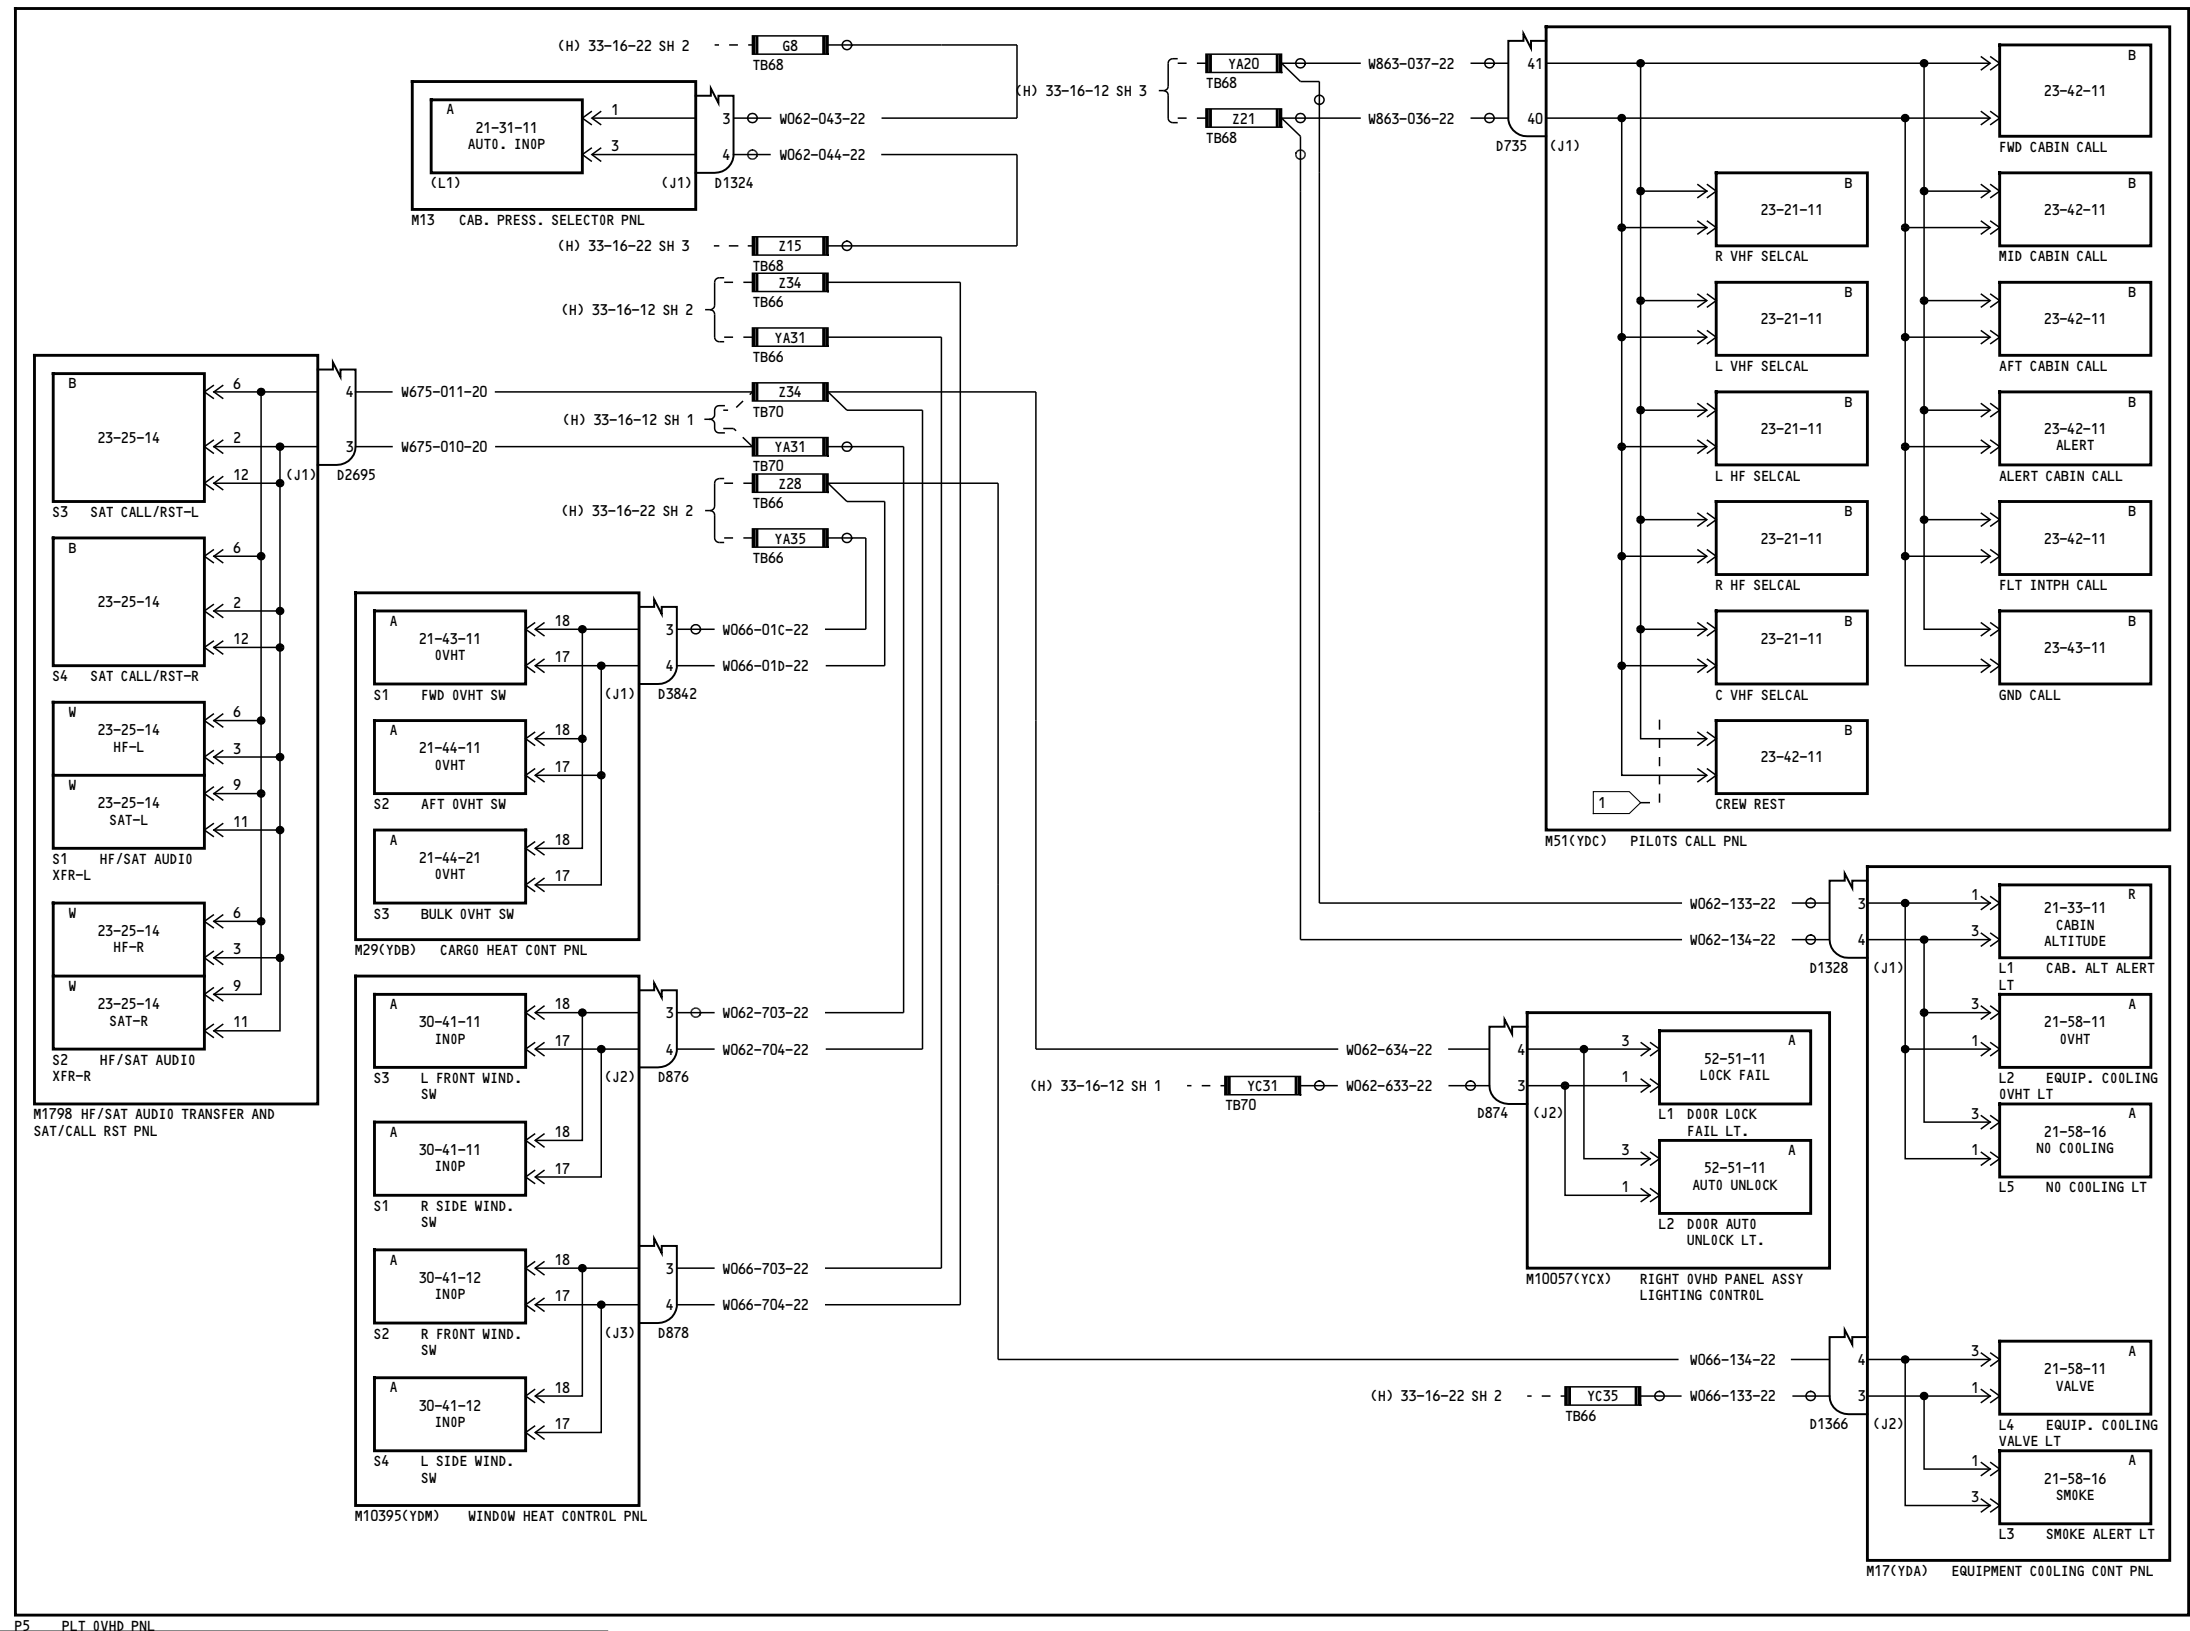 (H) 33-16-22 SH 2
G8
TB68
A
21-31-11
AUTO. INOP
(L1)
1
3
(J1)
3
4
D1324
W062-043-22
W062-044-22
M13 CAB. PRESS. SELECTOR PNL
(H) 33-16-22 SH 3
Z15
TB68
(H) 33-16-12 SH 2
Z34
TB66
YA31
TB66
(H) 33-16-12 SH 1
Z34
TB70
YA31
TB70
(H) 33-16-22 SH 2
Z28
TB66
YA35
TB66
B
23-25-14
6
2
12
S3 SAT CALL/RST-L
4
3
(J1)
D2695
W675-011-20
W675-010-20
B
23-25-14
6
2
12
S4 SAT CALL/RST-R
W
23-25-14
HF-L
6
3
W
23-25-14
SAT-L
9
11
S1 HF/SAT AUDIO
XFR-L
W
23-25-14
HF-R
6
3
W
23-25-14
SAT-R
9
11
S2 HF/SAT AUDIO
XFR-R
M1798 HF/SAT AUDIO TRANSFER AND
SAT/CALL RST PNL
A
21-43-11
OVHT
18
17
S1 FWD OVHT SW
(J1)
3
4
D3842
W066-01C-22
W066-01D-22
A
21-44-11
OVHT
18
17
S2 AFT OVHT SW
A
21-44-21
OVHT
18
17
S3 BULK OVHT SW
M29(YDB) CARGO HEAT CONT PNL
A
30-41-11
INOP
18
17
S3 L FRONT WIND.
SW
(J2)
3
4
D876
W062-703-22
W062-704-22
A
30-41-11
INOP
18
17
S1 R SIDE WIND.
SW
A
30-41-12
INOP
18
17
S2 R FRONT WIND.
SW
(J3)
3
4
D878
W066-703-22
W066-704-22
A
30-41-12
INOP
18
17
S4 L SIDE WIND.
SW
M10395(YDM) WINDOW HEAT CONTROL PNL
(H) 33-16-12 SH 3
YA20
TB68
Z21
TB68
W863-037-22
W863-036-22
41
40
D735
(J1)
B
23-42-11
FWD CABIN CALL
B
23-21-11
R VHF SELCAL
B
23-42-11
MID CABIN CALL
B
23-21-11
L VHF SELCAL
B
23-42-11
AFT CABIN CALL
B
23-21-11
L HF SELCAL
B
23-42-11
ALERT
ALERT CABIN CALL
B
23-21-11
R HF SELCAL
B
23-42-11
FLT INTPH CALL
B
23-21-11
C VHF SELCAL
B
23-43-11
GND CALL
B
23-42-11
CREW REST
1
M51(YDC) PILOTS CALL PNL
W062-133-22
W062-134-22
3
4
D1328
(J1)
1
3
R
21-33-11
CABIN
ALTITUDE
L1 CAB. ALT ALERT
LT
3
1
A
21-58-11
OVHT
L2 EQUIP. COOLING
OVHT LT
3
1
A
21-58-16
NO COOLING
L5 NO COOLING LT
W062-634-22
(H) 33-16-12 SH 1
YC31
TB70
W062-633-22
4
3
D874
(J2)
3
1
A
52-51-11
LOCK FAIL
L1 DOOR LOCK
FAIL LT.
3
1
A
52-51-11
AUTO UNLOCK
L2 DOOR AUTO
UNLOCK LT.
M10057(YCX) RIGHT OVHD PANEL ASSY
LIGHTING CONTROL
W066-134-22
(H) 33-16-22 SH 2
YC35
TB66
W066-133-22
4
3
D1366
(J2)
3
1
A
21-58-11
VALVE
L4 EQUIP. COOLING
VALVE LT
1
3
A
21-58-16
SMOKE
L3 SMOKE ALERT LT
M17(YDA) EQUIPMENT COOLING CONT PNL
P5 PLT OVHD PNL